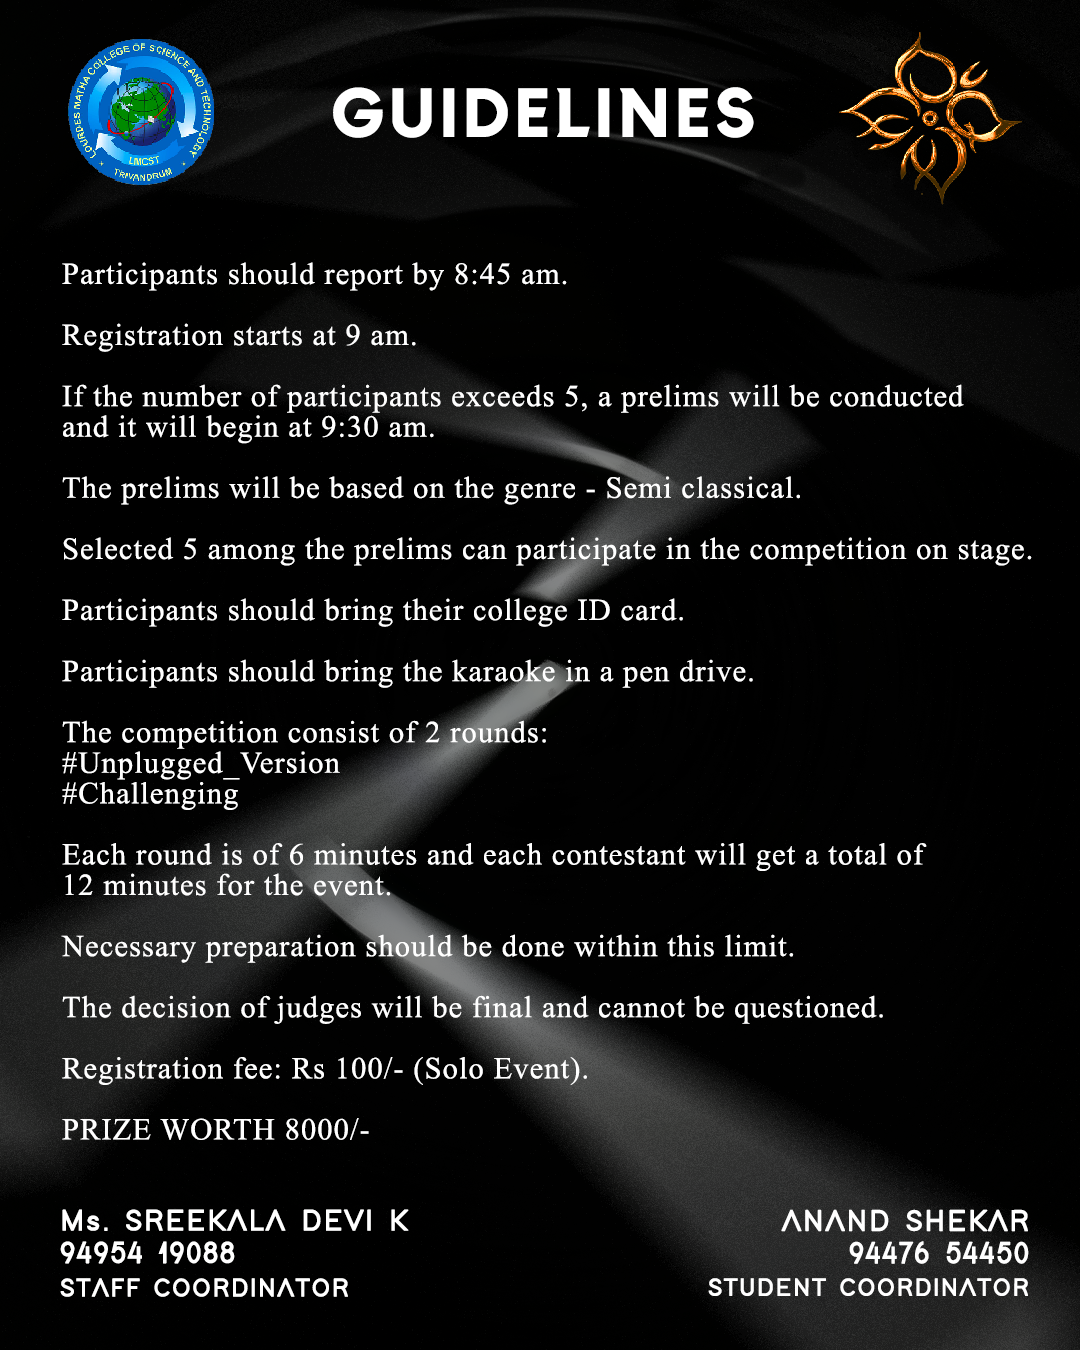 LOURDES MATHA COLLEGE OF SCIENCE AND TECHNOLOGY
LMCST
TRIVANDRUM
GUIDELINES
Participants should report by 8:45 am.
Registration starts at 9 am.
If the number of participants exceeds 5, a prelims will be conducted
and it will begin at 9:30 am.
The prelims will be based on the genre - Semi classical.
Selected 5 among the prelims can participate in the competition on stage.
Participants should bring their college ID card.
Participants should bring the karaoke in a pen drive.
The competition consist of 2 rounds:
#Unplugged_Version
#Challenging
Each round is of 6 minutes and each contestant will get a total of
12 minutes for the event.
Necessary preparation should be done within this limit.
The decision of judges will be final and cannot be questioned.
Registration fee: Rs 100/- (Solo Event).
PRIZE WORTH 8000/-
Ms. SREEKALA DEVI K
94954 19088
STAFF COORDINATOR
ANAND SHEKAR
94476 54450
STUDENT COORDINATOR